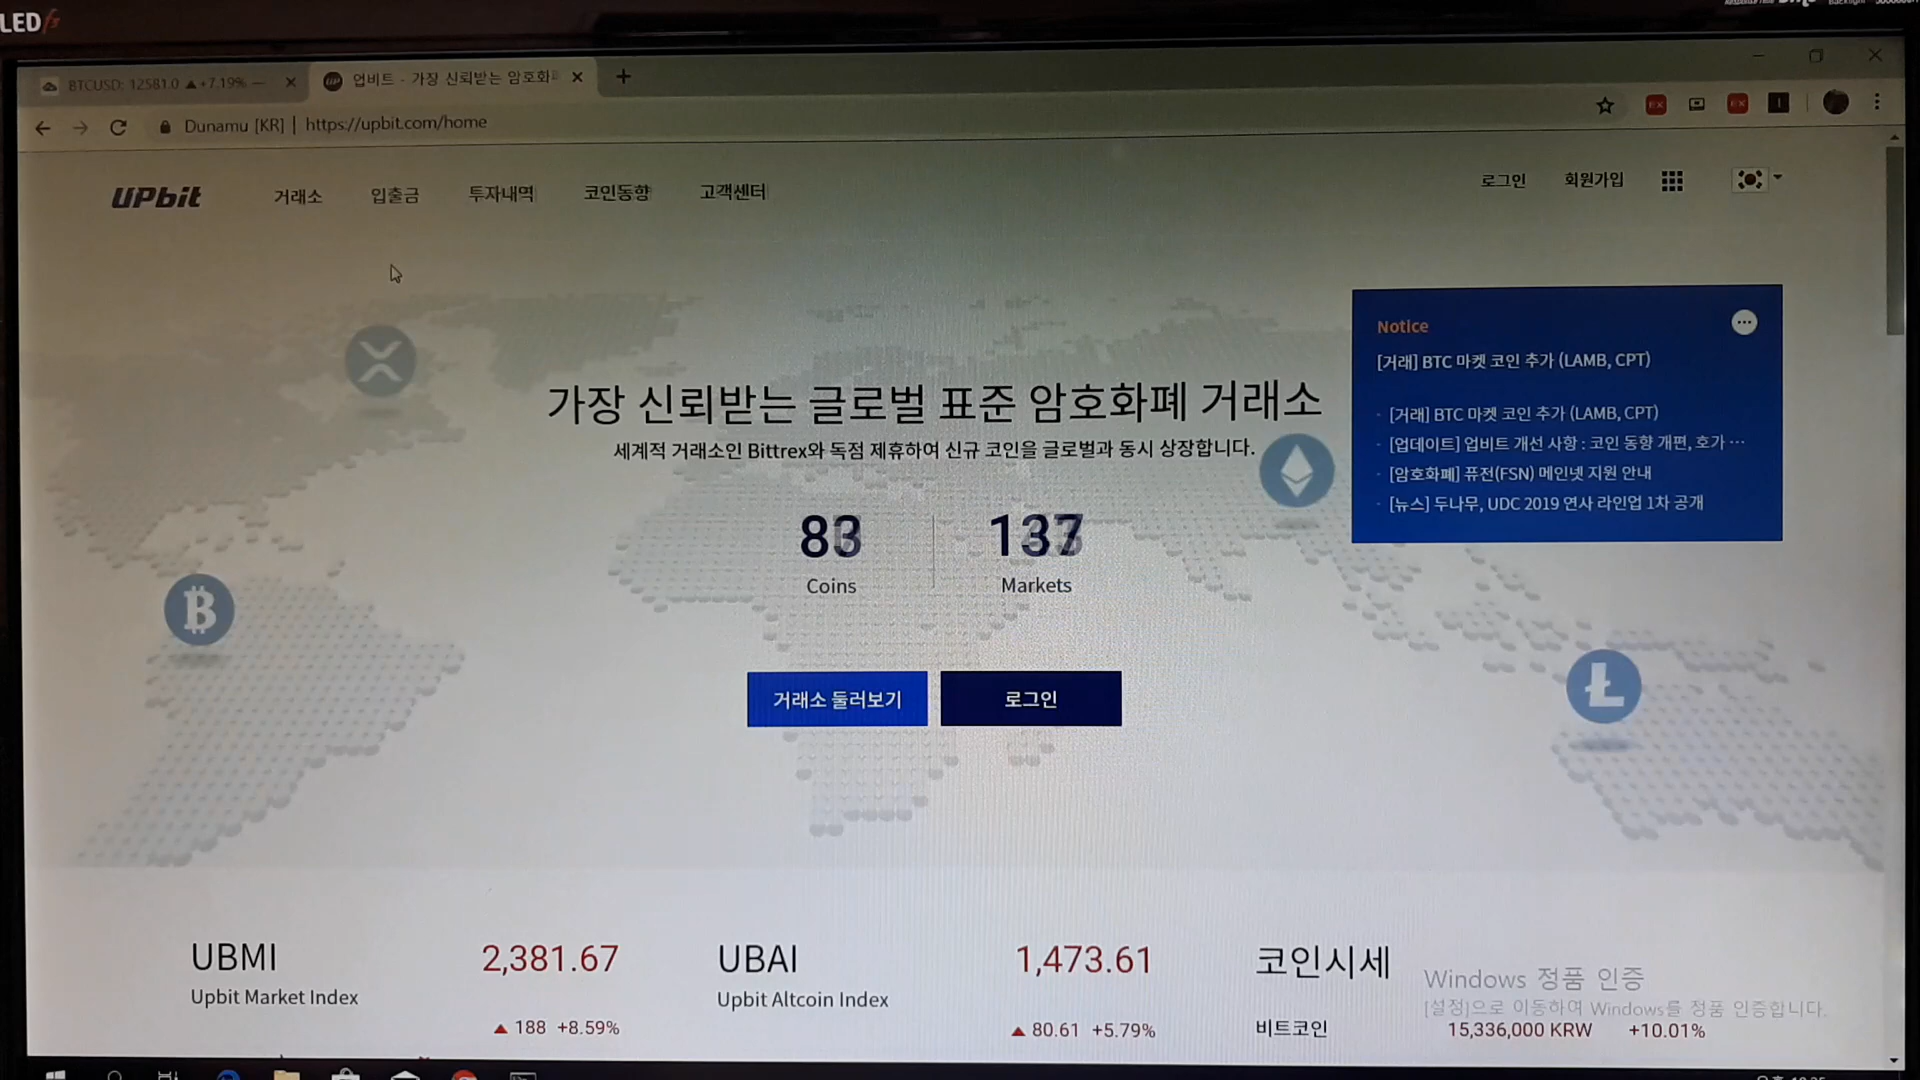 LED
BTCUSD: 12581.0 ▲+7.19% —
업비트 - 가장 신뢰받는 암호화
Dunamu [KR] | https://upbit.com/home
UPbit 거래소 입출금 투자내역 코인동향 고객센터 로그인 회원가입
Notice
[거래] BTC 마켓 코인 추가 (LAMB, CPT)
· [거래] BTC 마켓 코인 추가 (LAMB, CPT)
· [업데이트] 업비트 개선 사항 : 코인 동향 개편, 호가 ⋯
· [암호화폐] 퓨전(FSN) 메인넷 지원 안내
· [뉴스] 두나무, UDC 2019 연사 라인업 1차 공개
가장 신뢰받는 글로벌 표준 암호화폐 거래소
세계적 거래소인 Bittrex와 독점 제휴하여 신규 코인을 글로벌과 동시 상장합니다.
Coins Markets
거래소 둘러보기 로그인
UBMI 2,381.67
Upbit Market Index
▲ 188 +8.59%
UBAI 1,473.61
Upbit Altcoin Index
▲ 80.61 +5.79%
코인시세
비트코인 15,336,000 KRW +10.01%
Windows 정품 인증
[설정]으로 이동하여 Windows를 정품 인증합니다.